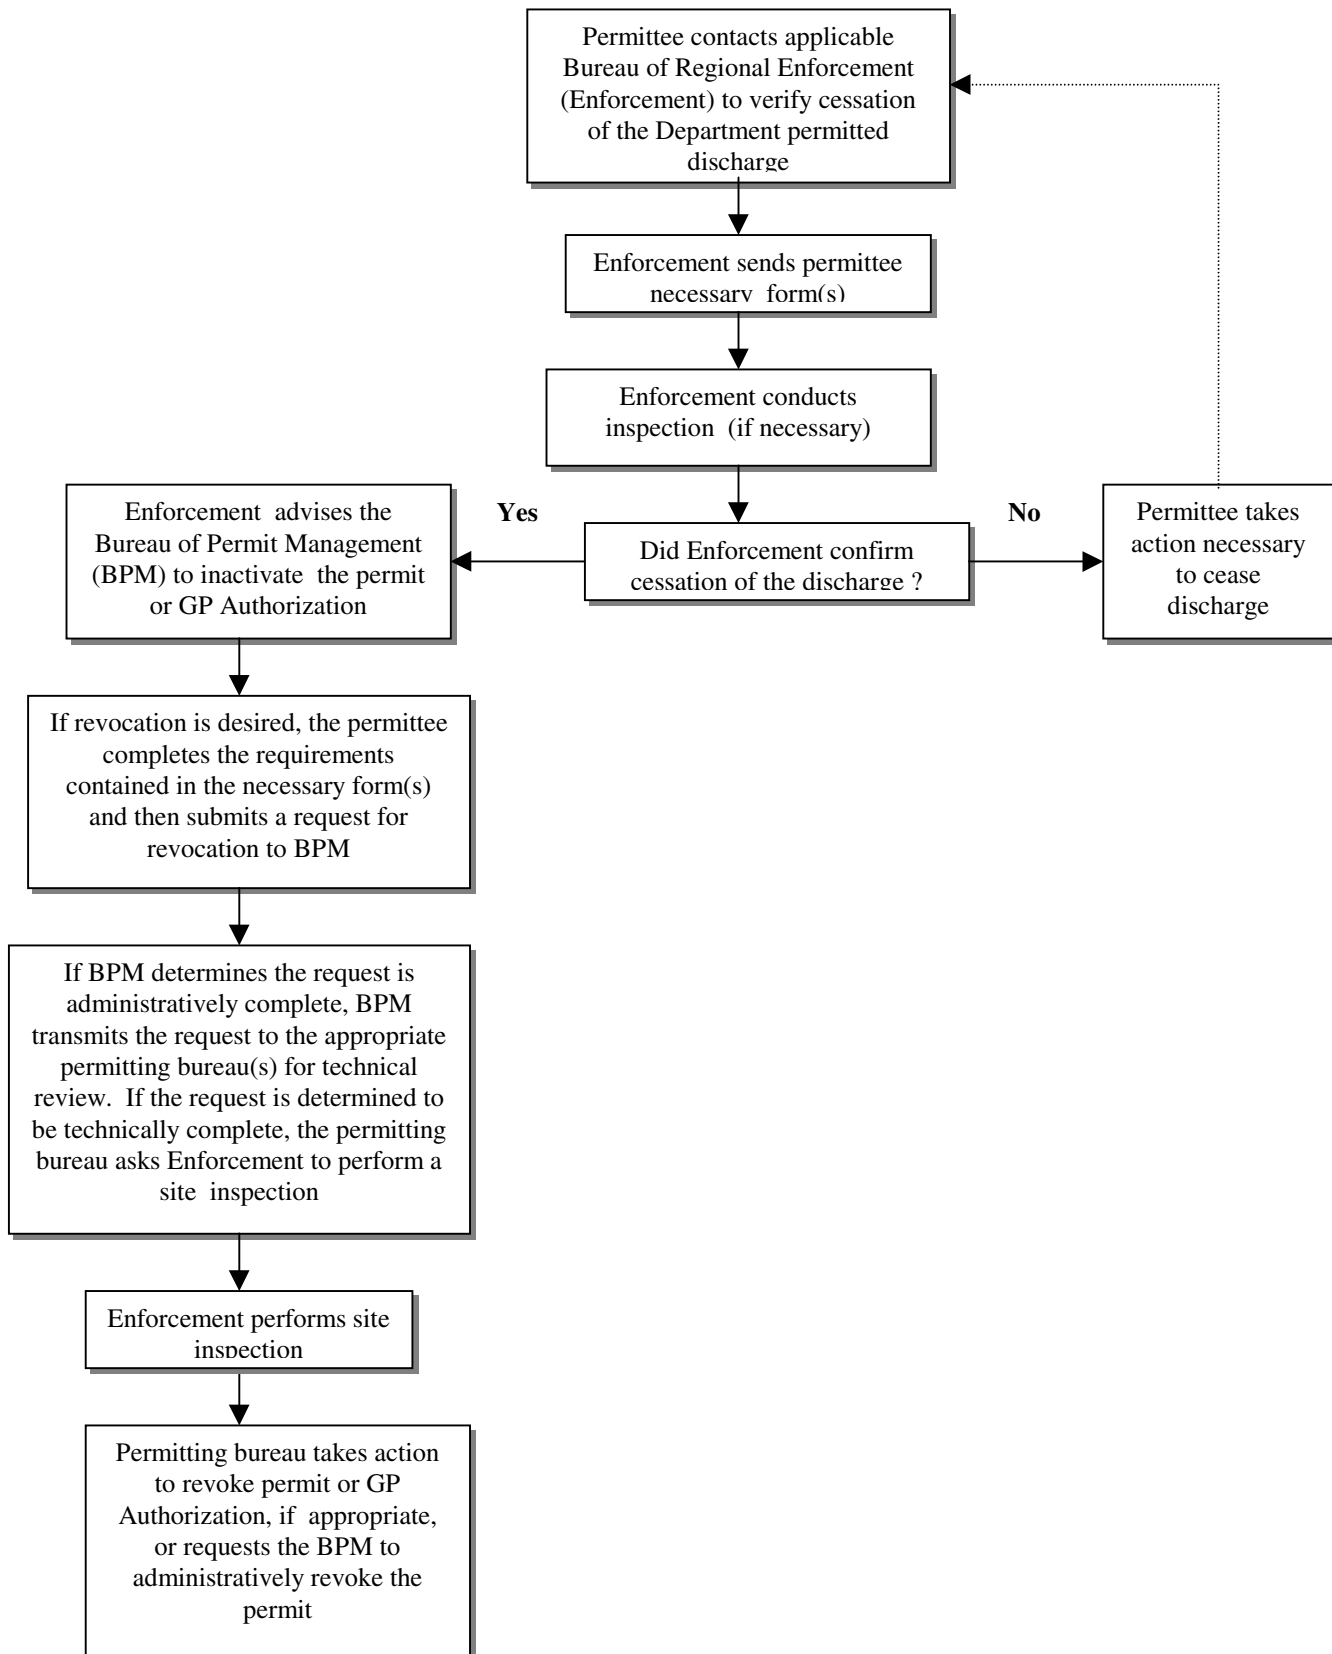 Permittee contacts applicable
Bureau of Regional Enforcement
(Enforcement) to verify cessation
of the Department permitted
discharge
Enforcement sends permittee
necessary form(s)
Enforcement conducts
inspection (if necessary)
Did Enforcement confirm
cessation of the discharge ?
Yes
No
Enforcement advises the
Bureau of Permit Management
(BPM) to inactivate the permit
or GP Authorization
Permittee takes
action necessary
to cease
discharge
If revocation is desired, the permittee
completes the requirements
contained in the necessary form(s)
and then submits a request for
revocation to BPM
If BPM determines the request is
administratively complete, BPM
transmits the request to the appropriate
permitting bureau(s) for technical
review. If the request is determined to
be technically complete, the permitting
bureau asks Enforcement to perform a
site inspection
Enforcement performs site
inspection
Permitting bureau takes action
to revoke permit or GP
Authorization, if appropriate,
or requests the BPM to
administratively revoke the
permit